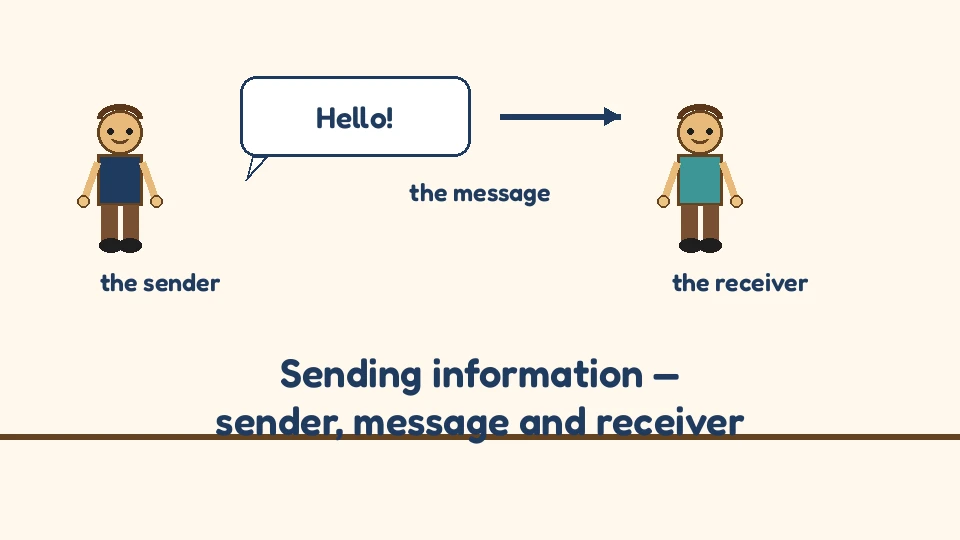 Hello!
the message
the sender
the receiver
Sending information —
sender, message and receiver